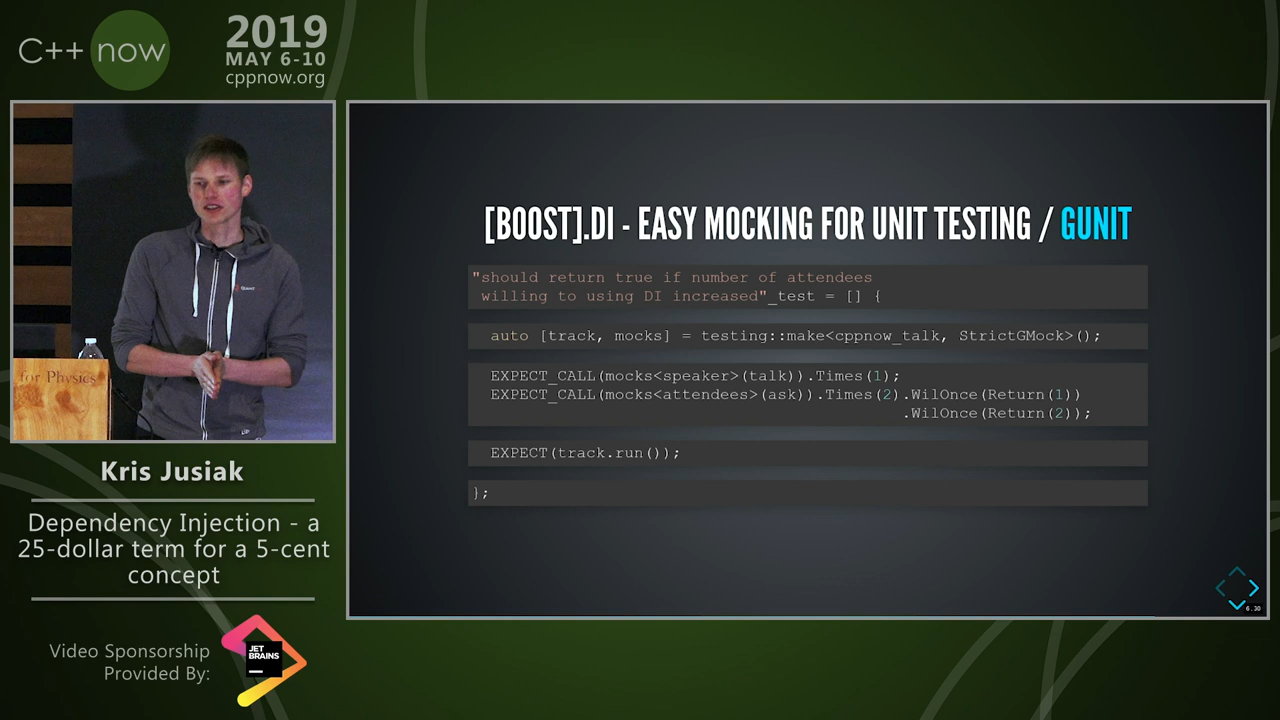 C++ now
2019
MAY 6-10
cppnow.org
for Physics
Kris Jusiak
Dependency Injection - a
25-dollar term for a 5-cent
concept
Video Sponsorship
Provided By:
JET
BRAINS
[BOOST].DI - EASY MOCKING FOR UNIT TESTING / GUNIT
"should return true if number of attendees
willing to using DI increased"_test = [] {
auto [track, mocks] = testing::make<cppnow_talk, StrictGMock>();
EXPECT_CALL(mocks<speaker>(talk)).Times(1);
EXPECT_CALL(mocks<attendees>(ask)).Times(2).WilOnce(Return(1))
.WilOnce(Return(2));
EXPECT(track.run());
};
6.30